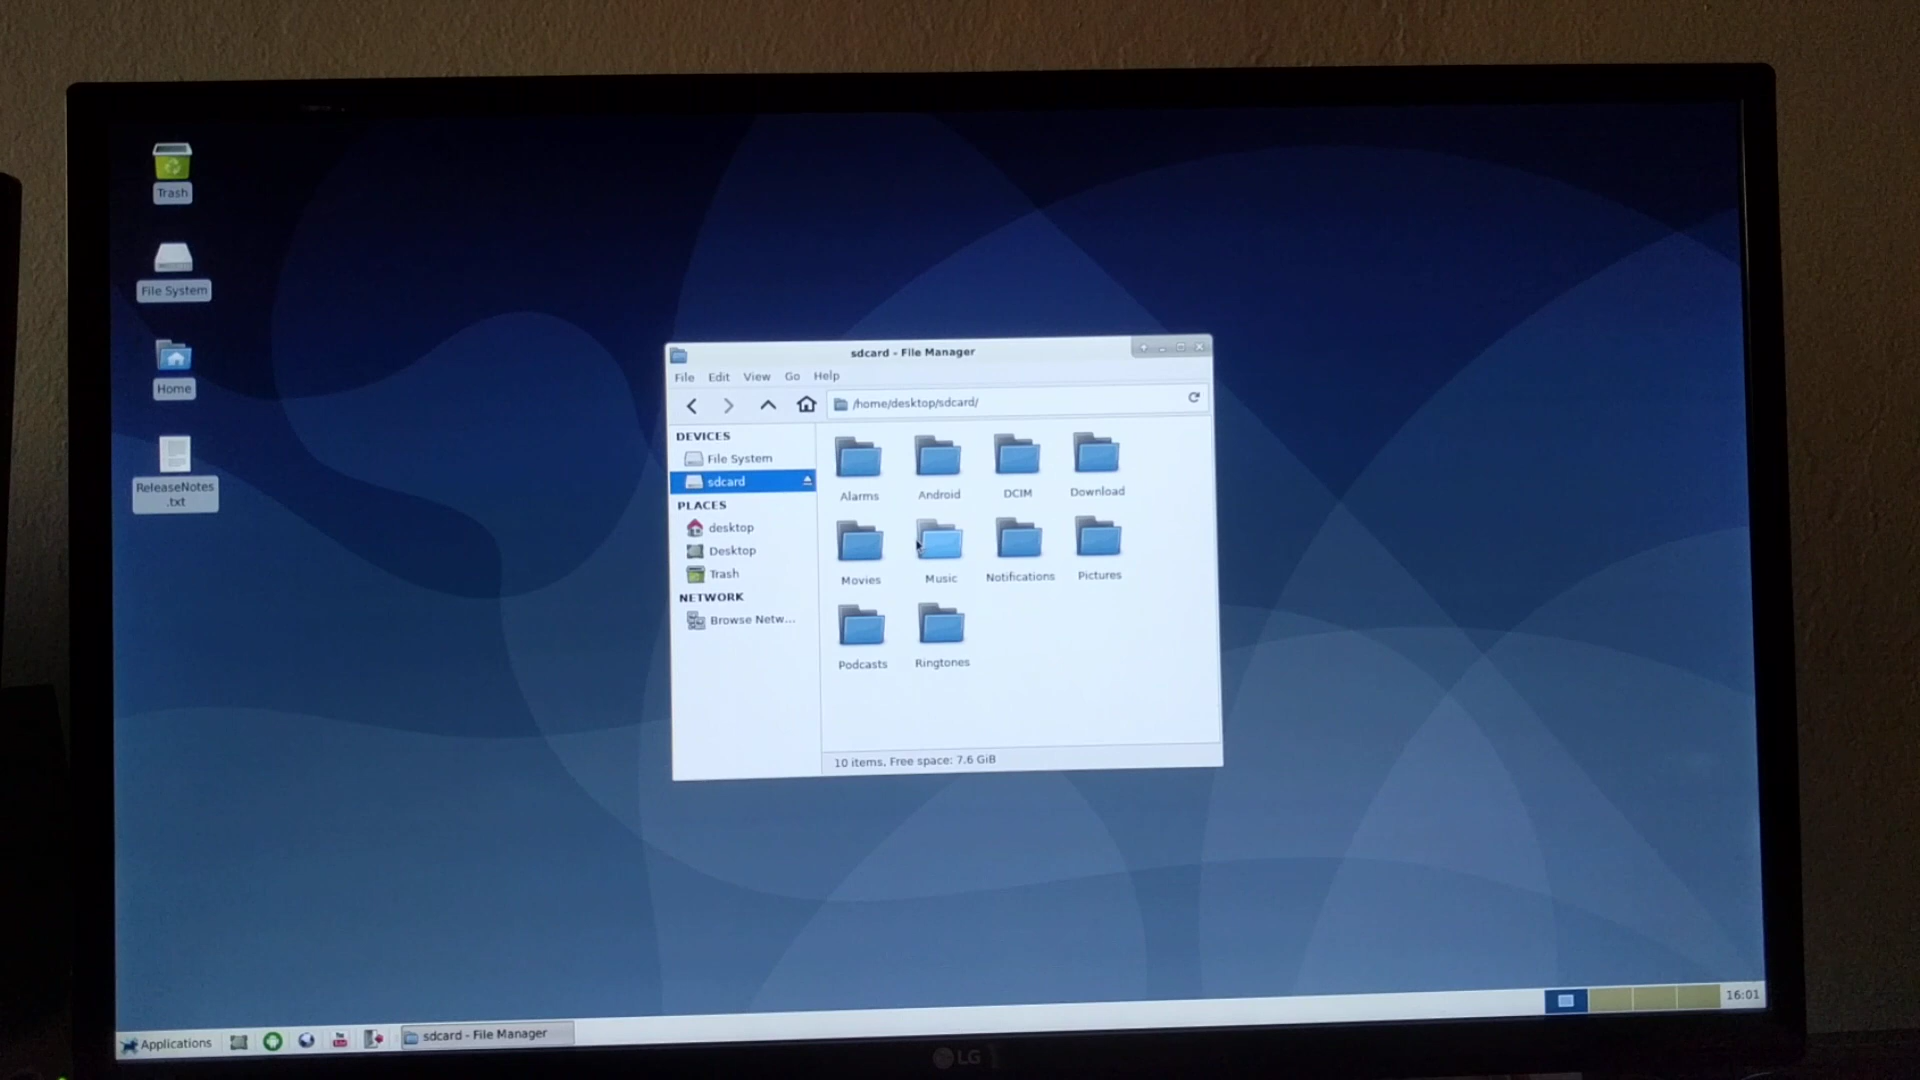 Trash
File System
Home
ReleaseNotes
.txt
sdcard - File Manager
File Edit View Go Help
/home/desktop/sdcard/
DEVICES
File System
sdcard
PLACES
desktop
Desktop
Trash
NETWORK
Browse Netw...
Alarms Android DCIM Download
Movies Music Notifications Pictures
Podcasts Ringtones
10 items, Free space: 7.6 GiB
Applications
sdcard - File Manager
16:01
LG